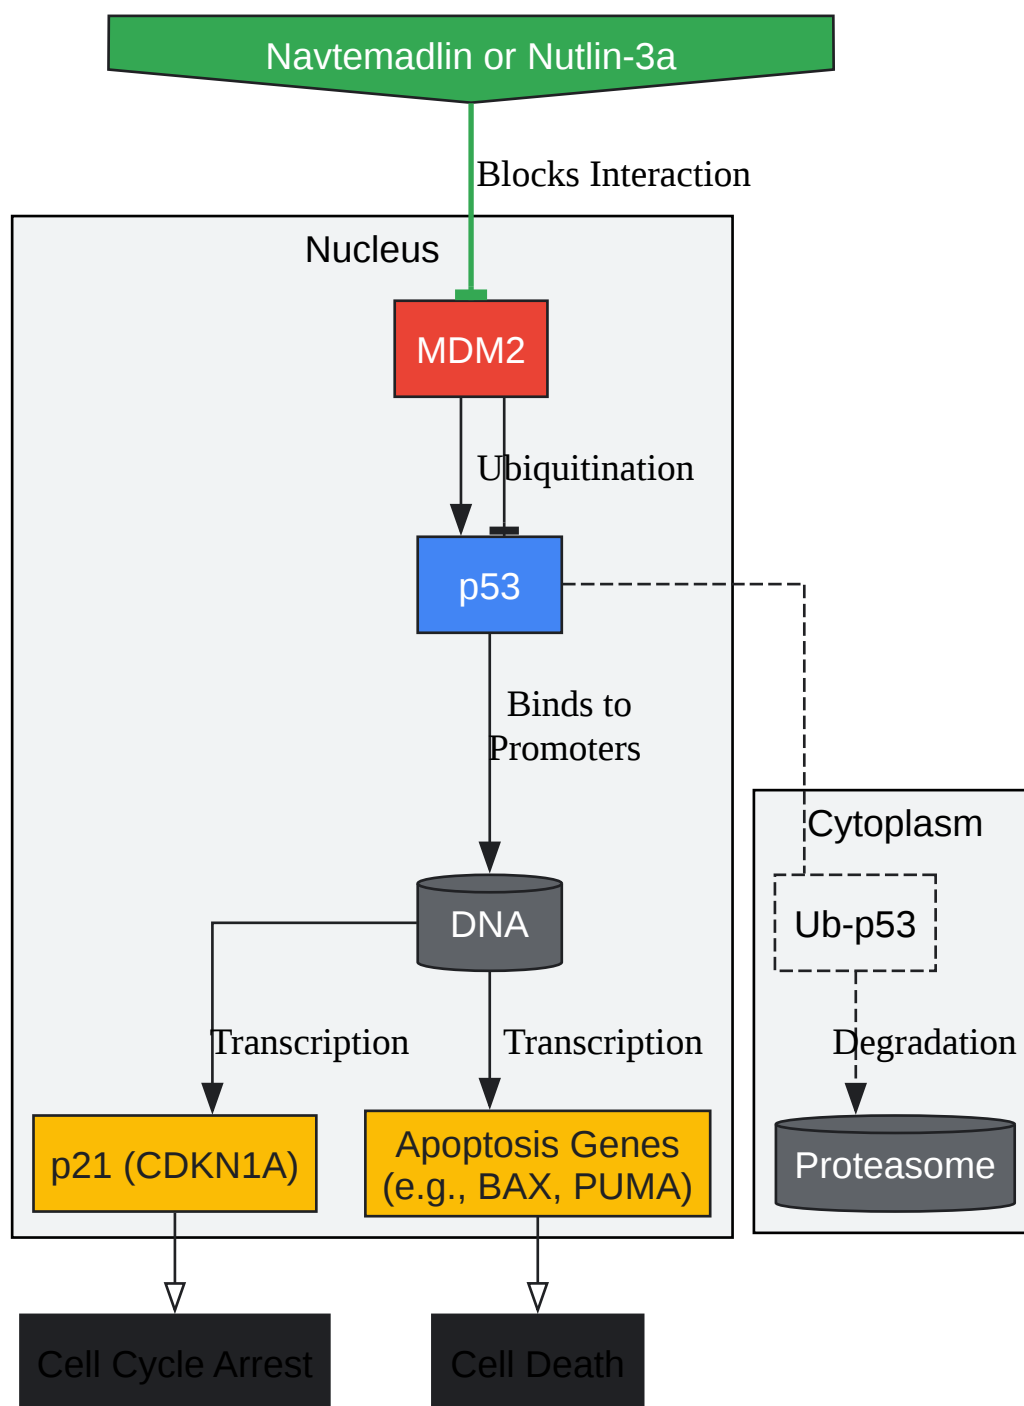 Navtemadlin or Nutlin-3a
Blocks Interaction
Nucleus
MDM2
Ubiquitination
p53
Binds to
Promoters
Cytoplasm
DNA
Ub-p53
Transcription
Transcription
Degradation
p21 (CDKN1A)
Apoptosis Genes
(e.g., BAX, PUMA)
Proteasome
Cell Cycle Arrest
Cell Death